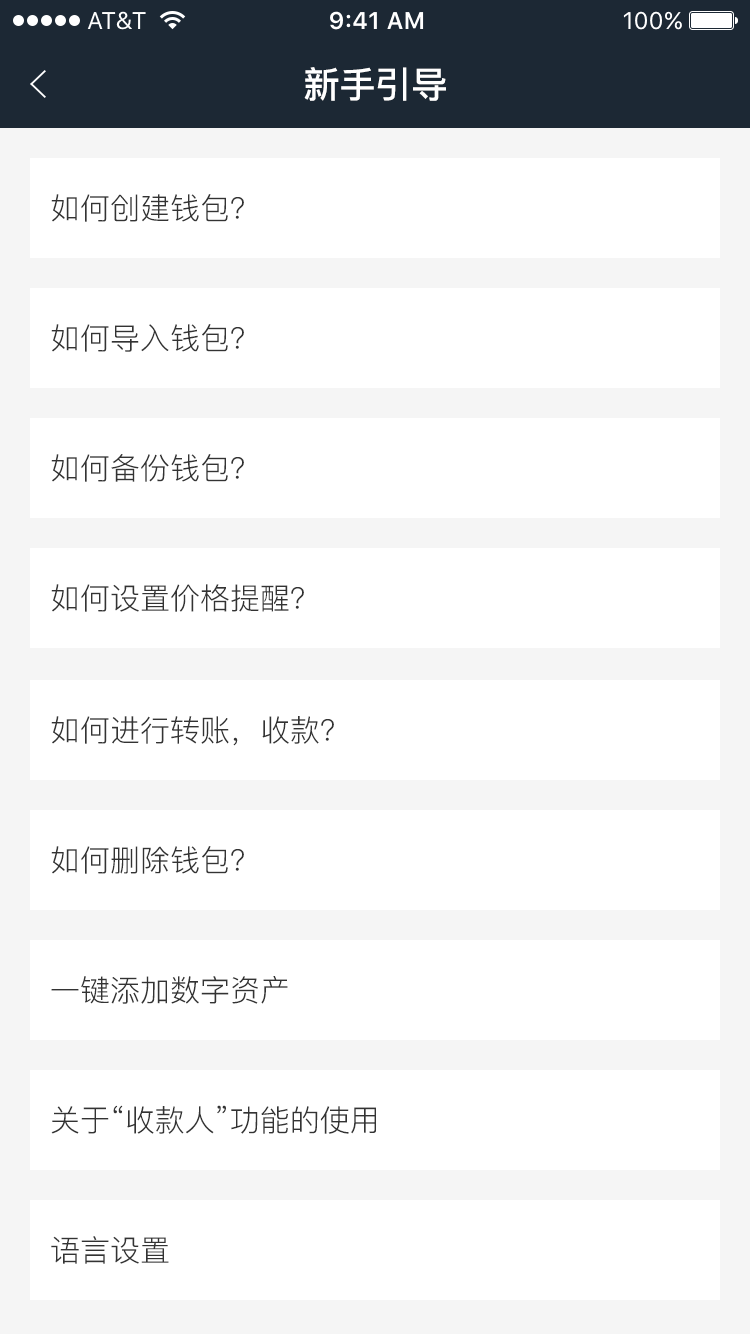 AT&T 9:41 AM 100%
新手引导
如何创建钱包?
如何导入钱包?
如何备份钱包?
如何设置价格提醒?
如何进行转账，收款?
如何删除钱包?
一键添加数字资产
关于“收款人”功能的使用
语言设置